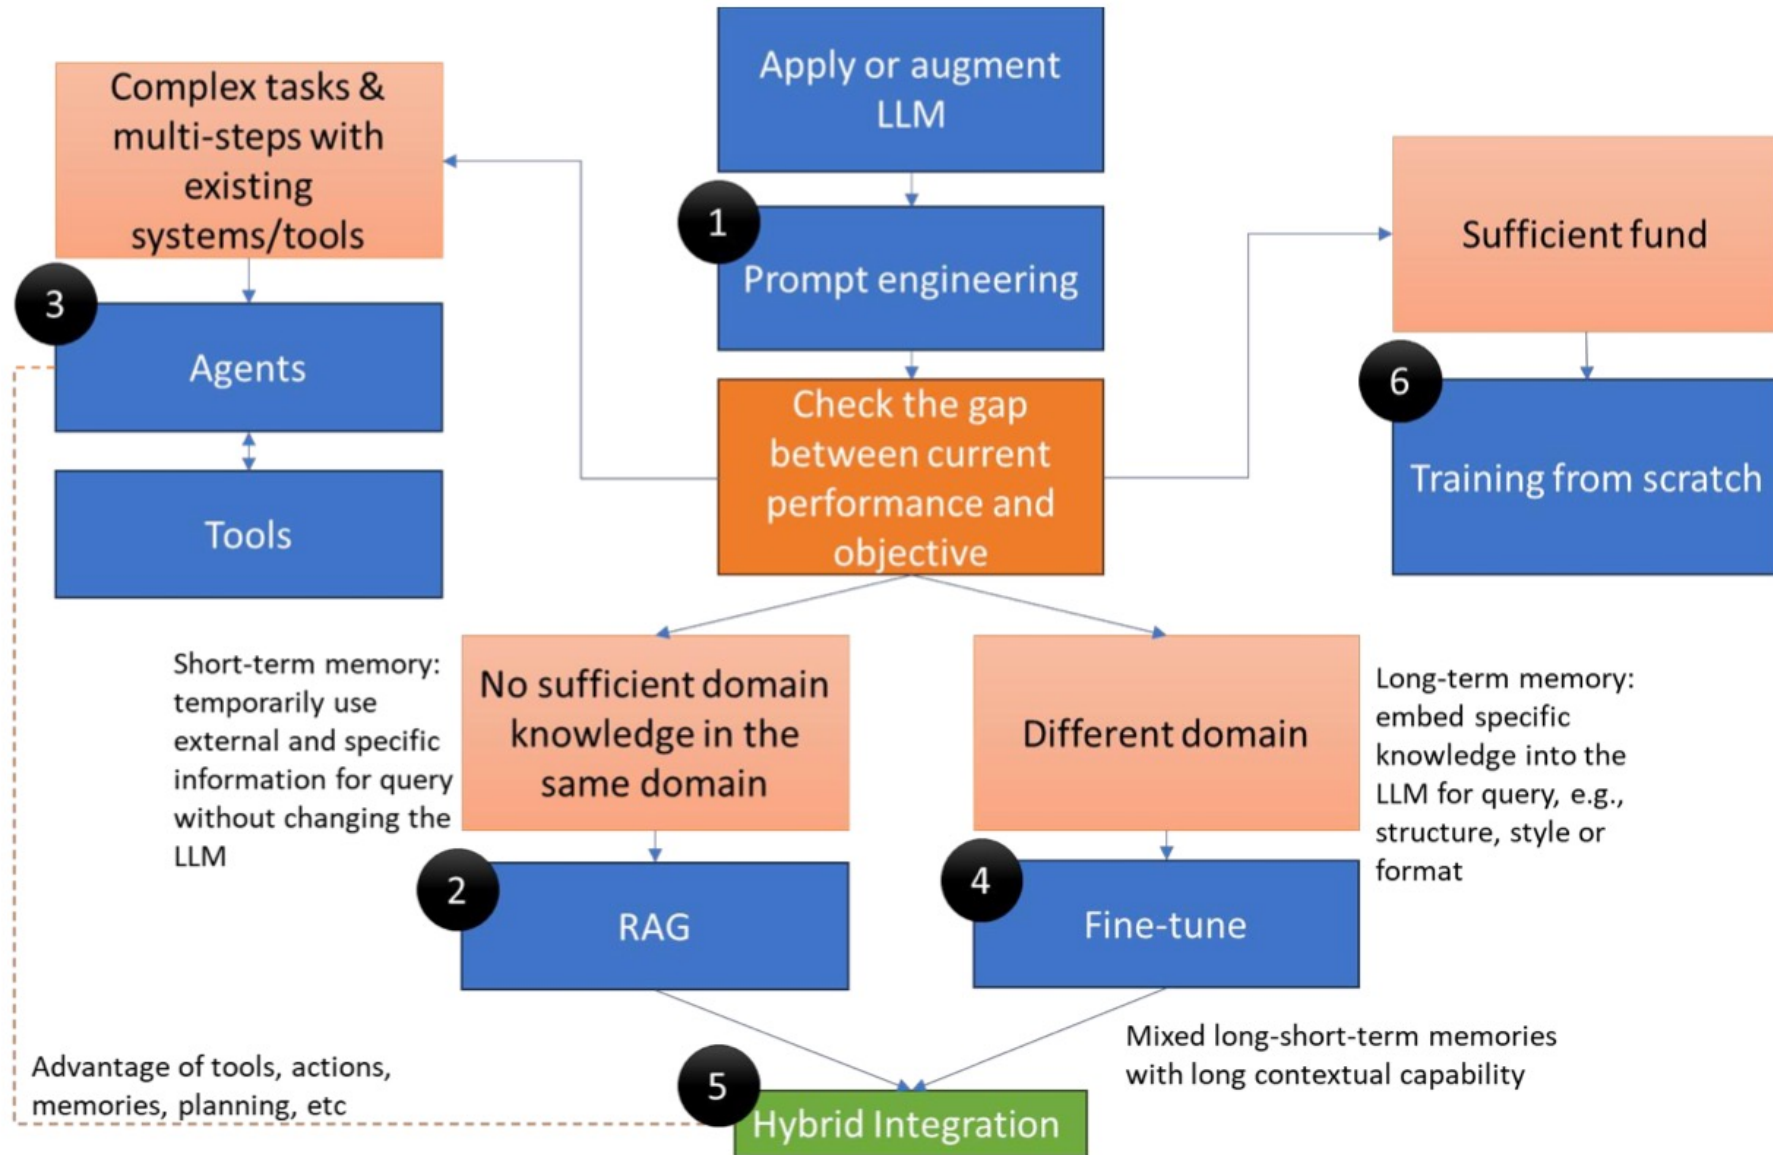 Apply or augment
LLM
Complex tasks &
multi-steps with
existing
systems/tools
1
Prompt engineering
Sufficient fund
3
Agents
Check the gap
between current
performance and
objective
6
Training from scratch
Tools
Short-term memory:
temporarily use
external and specific
information for query
without changing the
LLM
No sufficient domain
knowledge in the
same domain
Different domain
Long-term memory:
embed specific
knowledge into the
LLM for query, e.g.,
structure, style or
format
2
RAG
4
Fine-tune
Advantage of tools, actions,
memories, planning, etc
Mixed long-short-term memories
with long contextual capability
5
Hybrid Integration